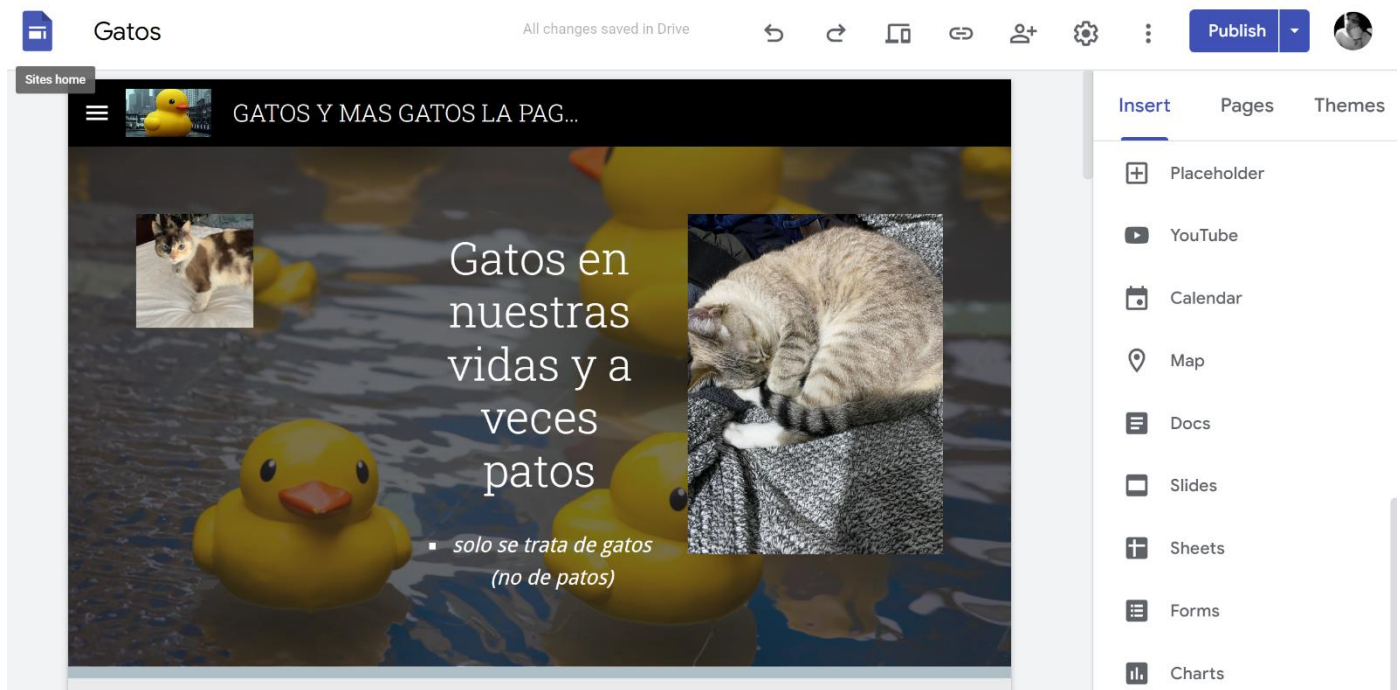 Gatos
All changes saved in Drive
Publish
Sites home
GATOS Y MAS GATOS LA PAG...
Insert Pages Themes
Gatos en
nuestras
vidas y a
veces
patos
▪ solo se trata de gatos
(no de patos)
Placeholder
YouTube
Calendar
Map
Docs
Slides
Sheets
Forms
Charts